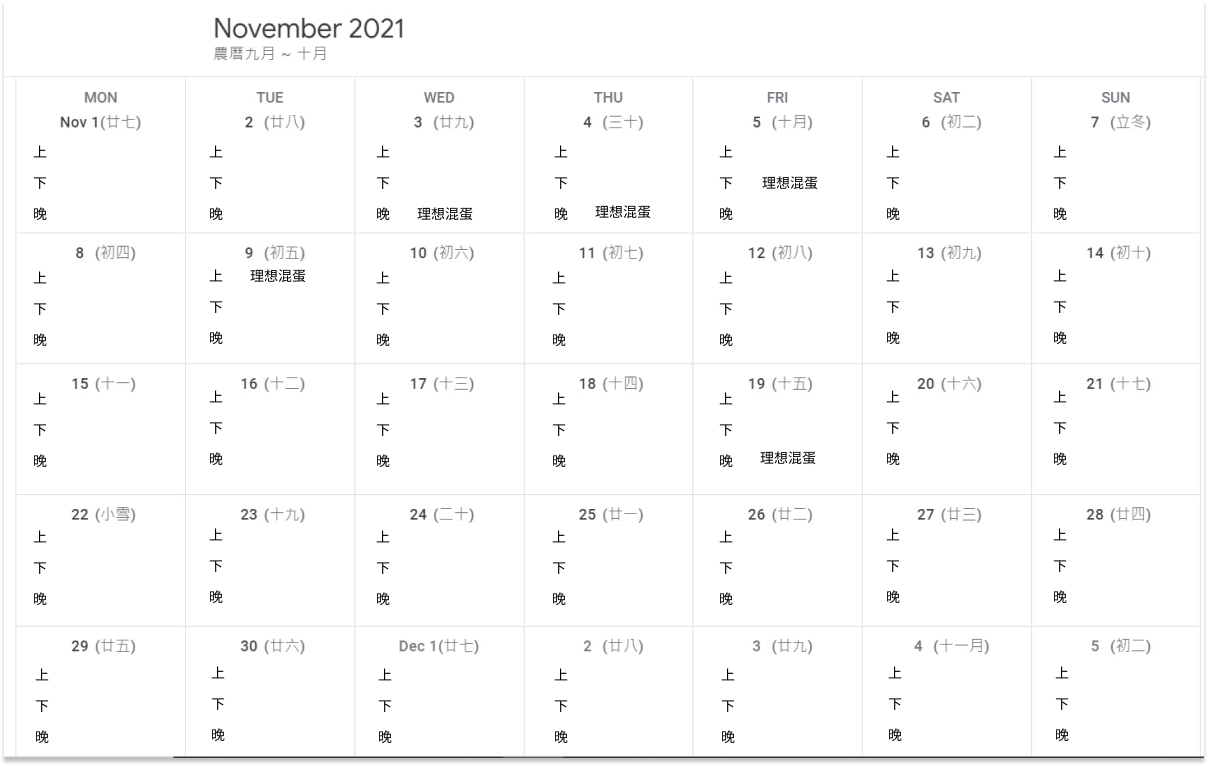 November 2021
農曆九月 ~ 十月
MON TUE WED THU FRI SAT SUN
Nov 1(廿七) 2 (廿八) 3 (廿九) 4 (三十) 5 (十月) 6 (初二) 7 (立冬)
上 上 上 上 上 上 上
下 下 下 下 下 理想混蛋 下 下
晚 晚 晚 理想混蛋 晚 理想混蛋 晚 晚 晚
8 (初四) 9 (初五) 10 (初六) 11 (初七) 12 (初八) 13 (初九) 14 (初十)
上 上 理想混蛋 上 上 上 上 上
下 下 下 下 下 下 下
晚 晚 晚 晚 晚 晚 晚
15 (十一) 16 (十二) 17 (十三) 18 (十四) 19 (十五) 20 (十六) 21 (十七)
上 上 上 上 上 上 上
下 下 下 下 下 下 下
晚 晚 晚 晚 晚 理想混蛋 晚 晚
22 (小雪) 23 (十九) 24 (二十) 25 (廿一) 26 (廿二) 27 (廿三) 28 (廿四)
上 上 上 上 上 上 上
下 下 下 下 下 下 下
晚 晚 晚 晚 晚 晚 晚
29 (廿五) 30 (廿六) Dec 1(廿七) 2 (廿八) 3 (廿九) 4 (十一月) 5 (初二)
上 上 上 上 上 上 上
下 下 下 下 下 下 下
晚 晚 晚 晚 晚 晚 晚